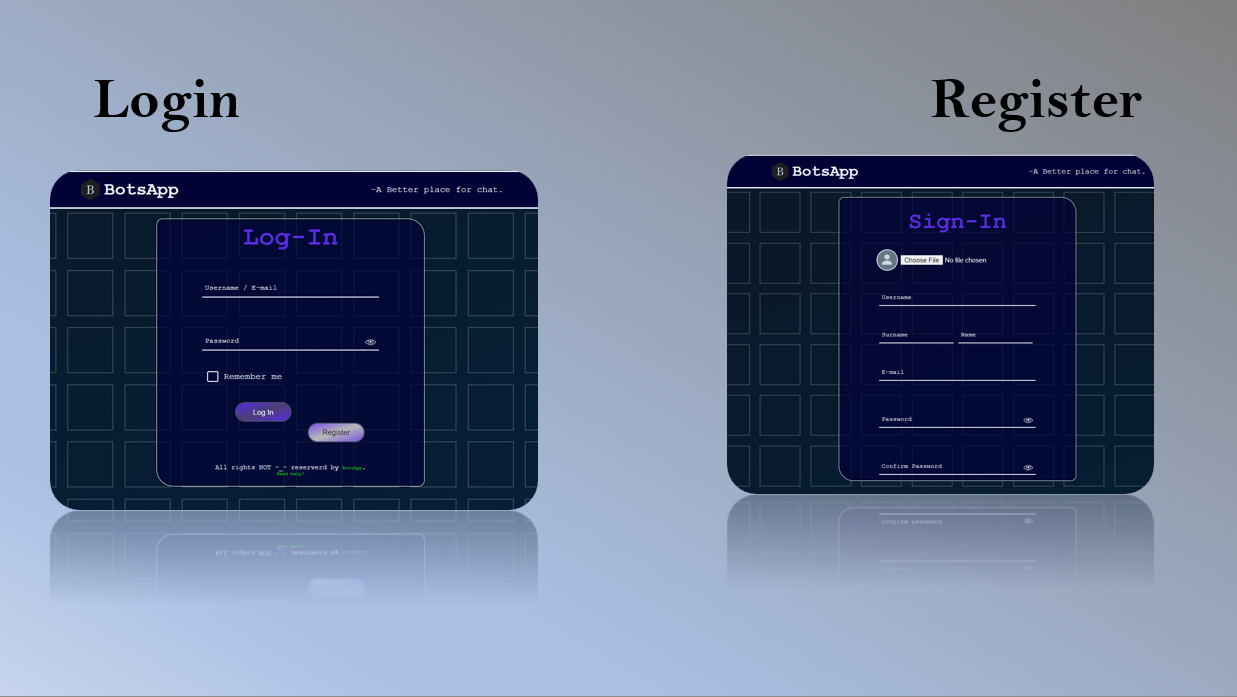 Login
B BotsApp
-A Better place for chat.
Log-In
Username / E-mail
Password
Remember me
Log In
Register
All rights NOT -_- reserverd by BotsApp.
Need help?
Register
B BotsApp
-A Better place for chat.
Sign-In
Choose File No file chosen
Username
Surname Name
E-mail
Password
Confirm Password